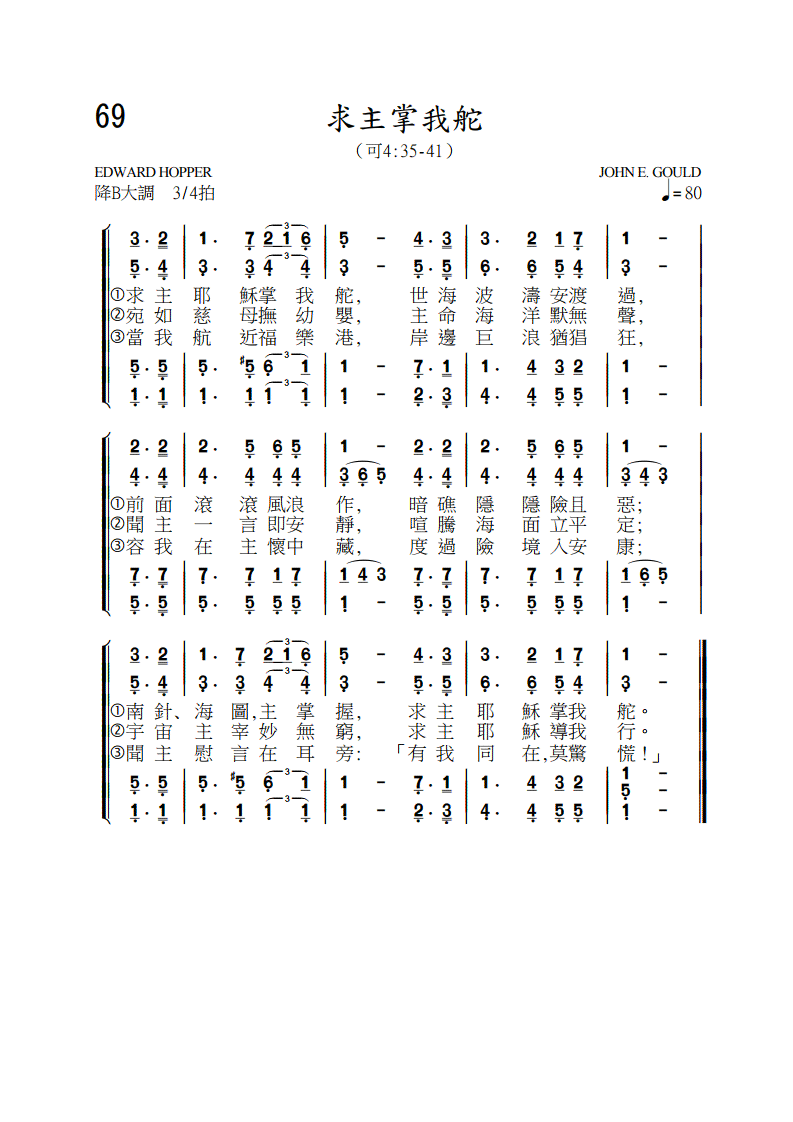 69
求主掌我舵
（可4:35-41）
EDWARD HOPPER
JOHN E. GOULD
降B大調 3/4拍
♩=80
3· 2 | 1· 7 2 1 6 | 5 - 4· 3 | 3· 2 1 7 | 1 -
5· 4 | 3· 3 4 4 | 3 - 5· 5 | 6· 6 5 4 | 3 -
①求主耶穌掌我舵，世海波濤安渡過，
②宛如慈母撫幼嬰，主命海洋默無聲，
③當我航近福樂港，岸邊巨浪猶猖狂，
5· 5 | 5· ♯5 6 1 | 1 - 7· 1 | 1· 4 3 2 | 1 -
1· 1 | 1· 1 1 1 | 1 - 2· 3 | 4· 4 5 5 | 1 -
2· 2 | 2· 5 6 5 | 1 - 2· 2 | 2· 5 6 5 | 1 -
4· 4 | 4· 4 4 4 | 3 6 5 4· 4 | 4· 4 4 4 | 3 4 3
①前面滾滾風浪作，暗礁隱隱險且惡；
②聞主一言即安靜，喧騰海面立平定；
③容我在主懷中藏，度過險境入安康；
7· 7 | 7· 7 1 7 | 1 4 3 7· 7 | 7· 7 1 7 | 1 6 5
5· 5 | 5· 5 5 5 | 1 - 5· 5 | 5· 5 5 5 | 1 -
3· 2 | 1· 7 2 1 6 | 5 - 4· 3 | 3· 2 1 7 | 1 -
5· 4 | 3· 3 4 4 | 3 - 5· 5 | 6· 6 5 4 | 3 -
①南針、海圖，主掌握，求主耶穌掌我舵。
②宇宙主宰妙無窮，求主耶穌導我行。
③聞主慰言在耳旁：「有我同在，莫驚慌！」
5· 5 | 5· ♯5 6 1 | 1 - 7· 1 | 1· 4 3 2 | 1 - 5 -
1· 1 | 1· 1 1 1 | 1 - 2· 3 | 4· 4 5 5 | 1 -